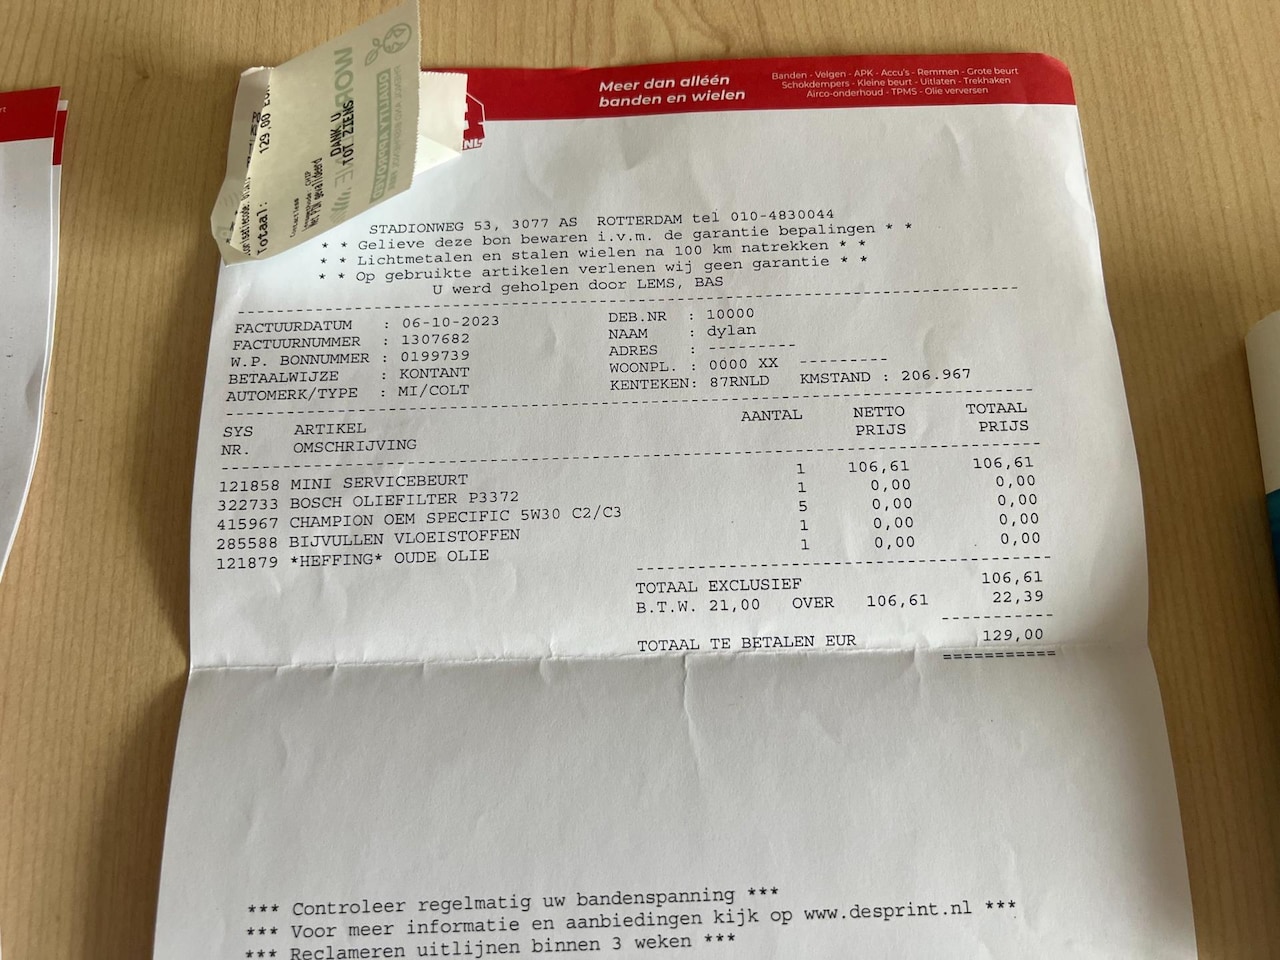 Meer dan alléén
banden en wielen
Banden - Velgen - APK - Accu's - Remmen - Grote beurt
Schokdempers - Kleine beurt - Uitlaten - Trekhaken
Airco-onderhoud - TPMS - Olie verversen
NL
Totaal: 129,00
Contactless
Leesmethode: CHIP
Met PIN gevalideerd
DANK U
TOT ZIENS
QUALITY APPROVED
STADIONWEG 53, 3077 AS ROTTERDAM tel 010-4830044
* * Gelieve deze bon bewaren i.v.m. de garantie bepalingen * *
* * Lichtmetalen en stalen wielen na 100 km natrekken * *
* * Op gebruikte artikelen verlenen wij geen garantie * *
U werd geholpen door LEMS, BAS
FACTUURDATUM : 06-10-2023 DEB.NR : 10000
FACTUURNUMMER : 1307682 NAAM : dylan
W.P. BONNUMMER : 0199739 ADRES : ---------
BETAALWIJZE : KONTANT WOONPL. : 0000 XX ---------
AUTOMERK/TYPE : MI/COLT KENTEKEN: 87RNLD KMSTAND : 206.967
SYS ARTIKEL AANTAL NETTO TOTAAL
NR. OMSCHRIJVING PRIJS PRIJS
121858 MINI SERVICEBEURT 1 106,61 106,61
322733 BOSCH OLIEFILTER P3372 1 0,00 0,00
415967 CHAMPION OEM SPECIFIC 5W30 C2/C3 5 0,00 0,00
285588 BIJVULLEN VLOEISTOFFEN 1 0,00 0,00
121879 *HEFFING* OUDE OLIE 1 0,00 0,00
TOTAAL EXCLUSIEF 106,61
B.T.W. 21,00 OVER 106,61 22,39
TOTAAL TE BETALEN EUR 129,00
===========
*** Controleer regelmatig uw bandenspanning ***
*** Voor meer informatie en aanbiedingen kijk op www.desprint.nl ***
*** Reclameren uitlijnen binnen 3 weken ***